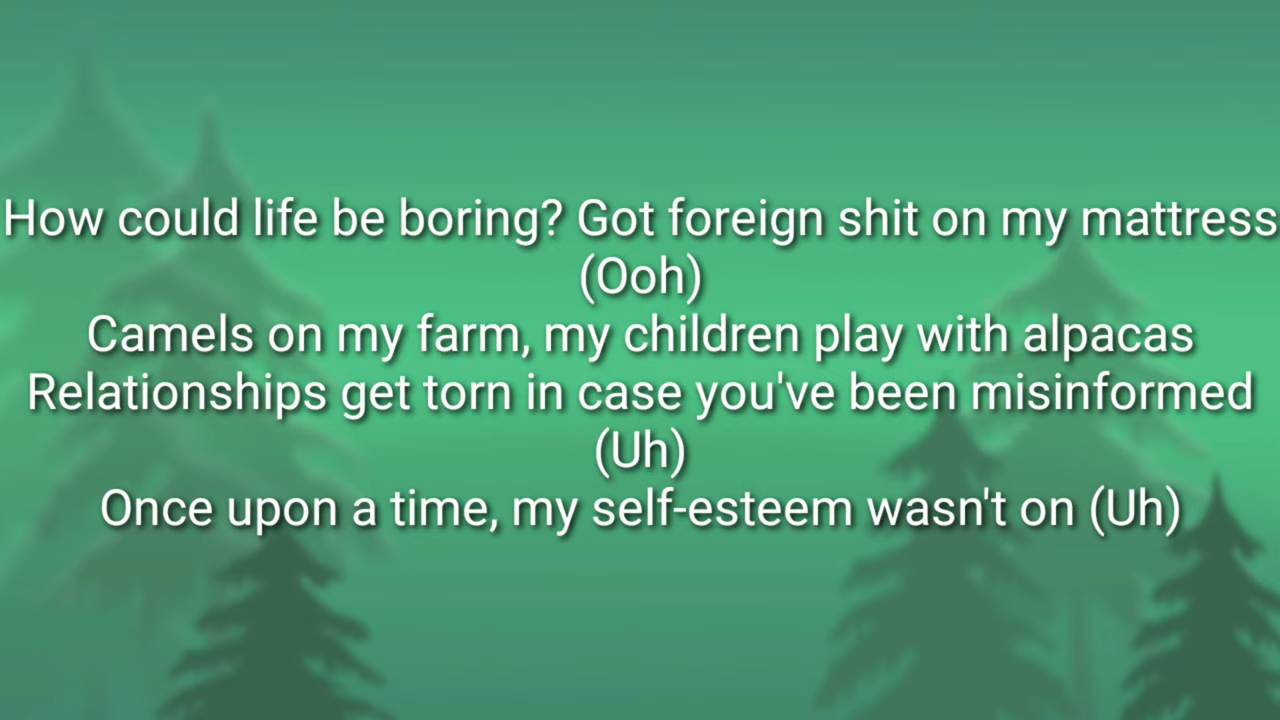 How could life be boring? Got foreign shit on my mattress
(Ooh)
Camels on my farm, my children play with alpacas
Relationships get torn in case you've been misinformed
(Uh)
Once upon a time, my self-esteem wasn't on (Uh)